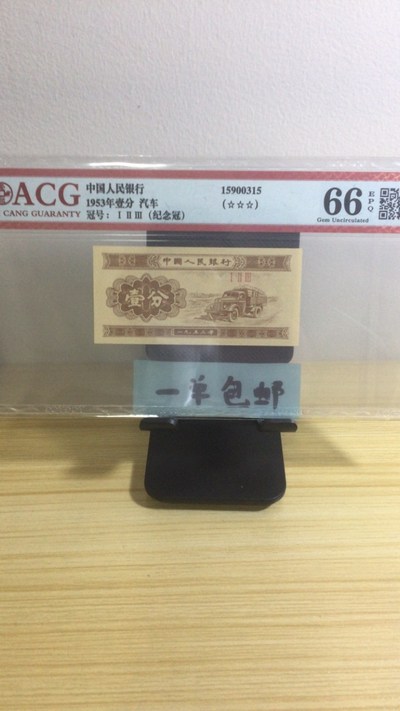 ACG
CANG GUARANTY
中国人民银行
1953年壹分 汽车
冠号: Ⅰ Ⅱ Ⅲ (纪念冠)
15900315
(☆☆☆)
66
EPQ
Gem Uncirculated
中國人民銀行
Ⅰ Ⅱ Ⅲ
壹分
一九五三年
一单包邮